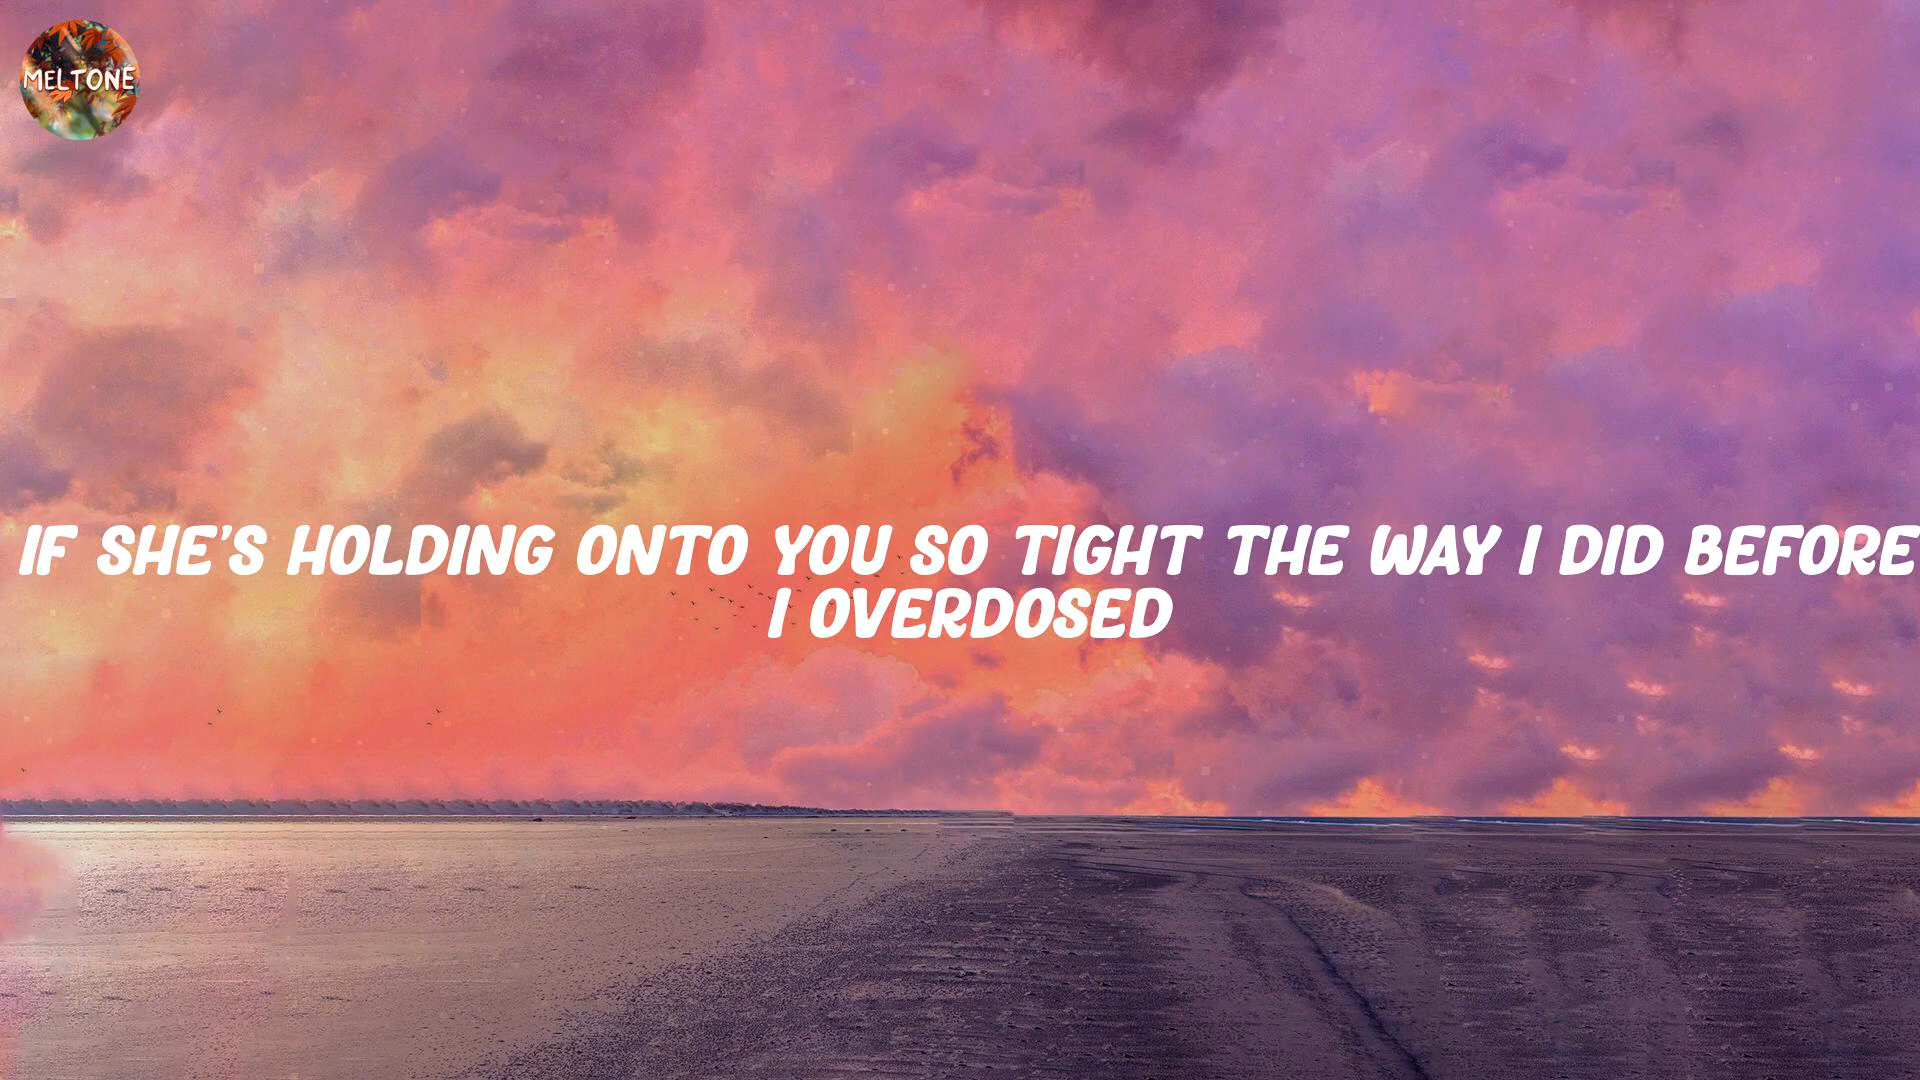 MELTONE
IF SHE'S HOLDING ONTO YOU SO TIGHT THE WAY I DID BEFORE
I OVERDOSED